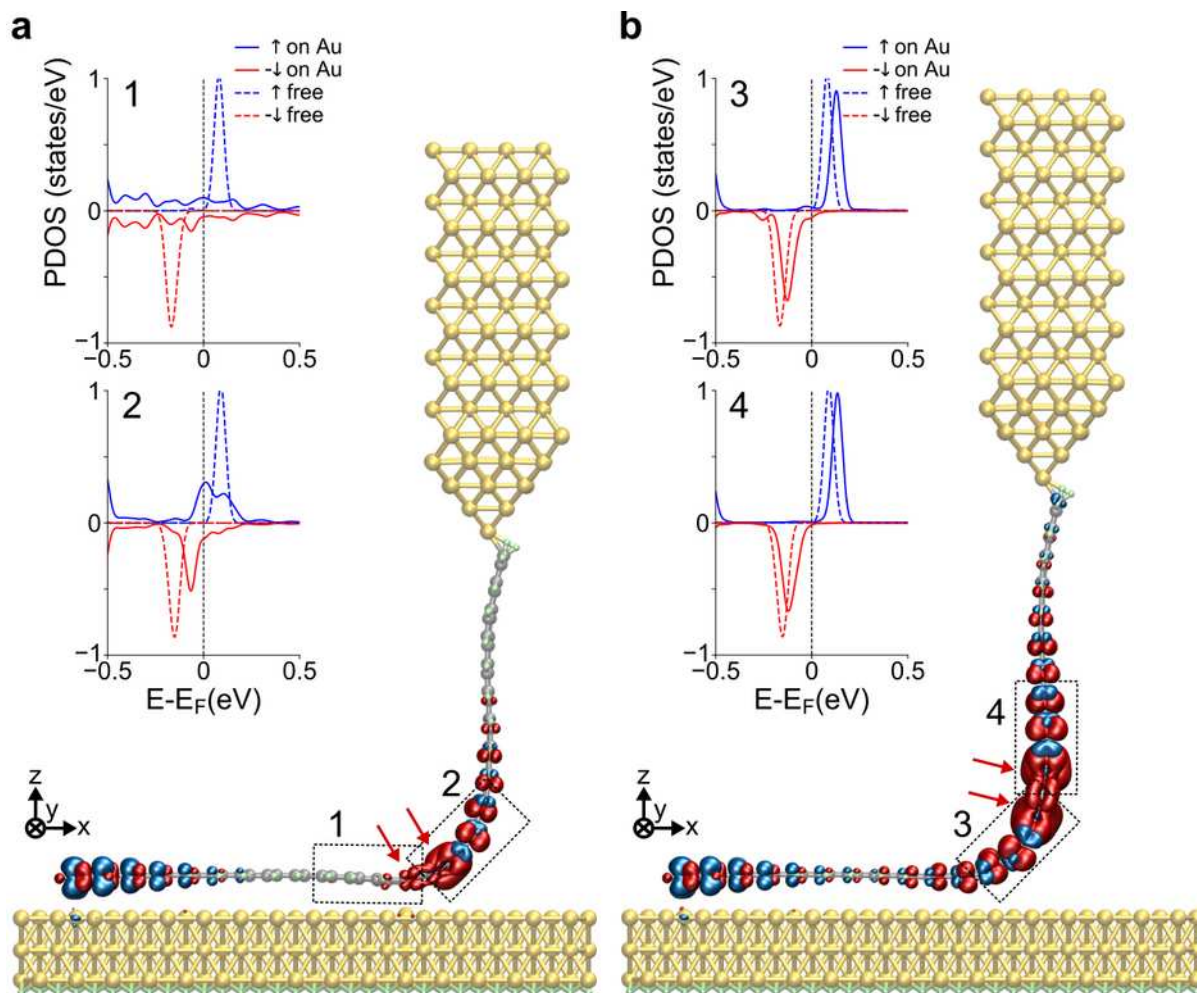 a
↑ on Au
-↓ on Au
↑ free
-↓ free
1
PDOS (states/eV)
1
0
−1
−0.5 0 0.5
2
1
0
−1
−0.5 0 0.5
E-E_F(eV)
z
y
x
1
2
b
↑ on Au
-↓ on Au
↑ free
-↓ free
3
PDOS (states/eV)
1
0
−1
−0.5 0 0.5
4
1
0
−1
−0.5 0 0.5
E-E_F(eV)
z
y
x
3
4